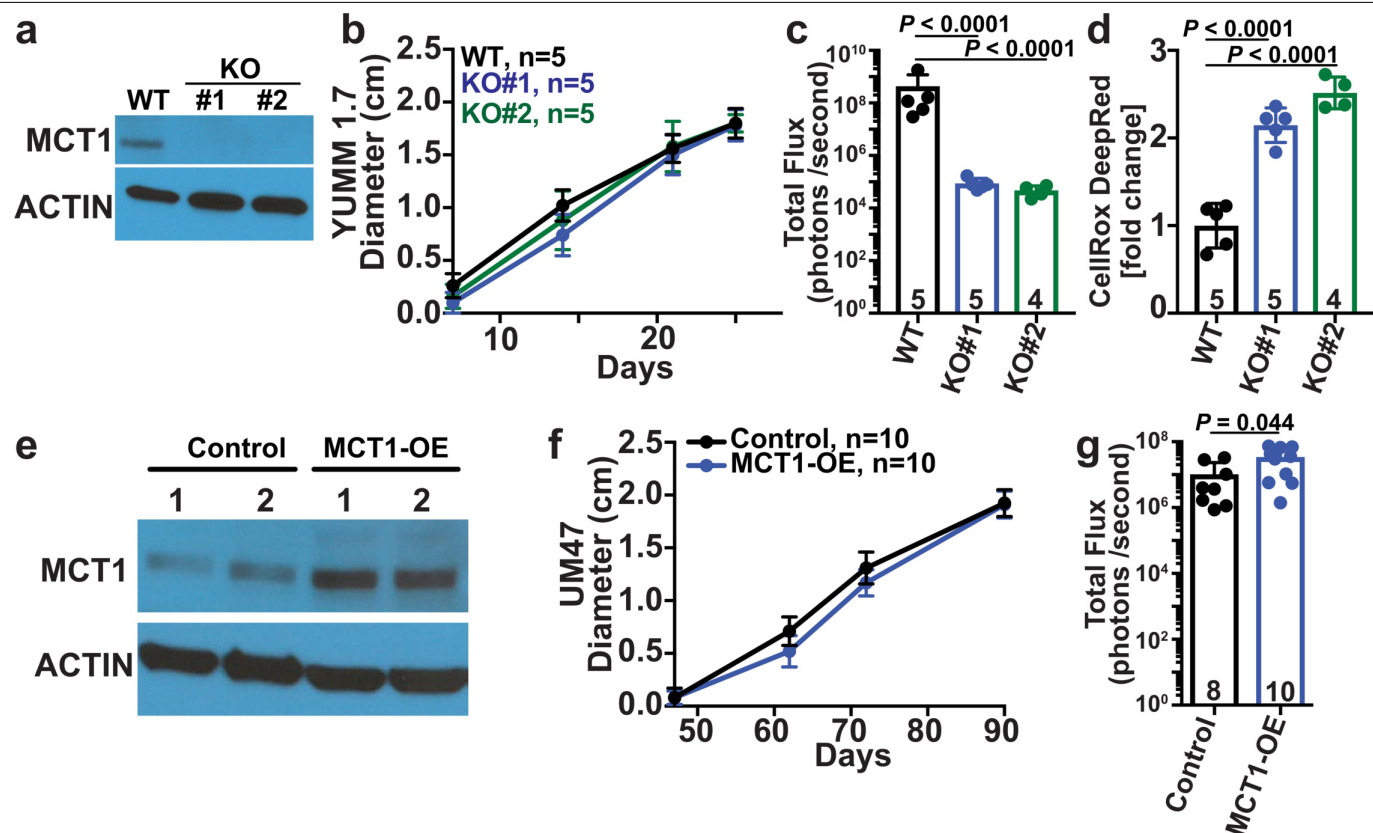 a
KO
WT #1 #2
MCT1
ACTIN
b
YUMM 1.7
Diameter (cm)
2.5
2.0
1.5
1.0
0.5
0.0
WT, n=5
KO#1, n=5
KO#2, n=5
10 20
Days
c
P < 0.0001
P < 0.0001
Total Flux
(photons /second)
10¹⁰
10⁸
10⁶
10⁴
10²
10⁰
5 5 4
WT KO#1 KO#2
d
P < 0.0001
P < 0.0001
CellRox DeepRed
[fold change]
3
2
1
0
5 5 4
WT KO#1 KO#2
e
Control MCT1-OE
1 2 1 2
MCT1
ACTIN
f
UM47
Diameter (cm)
2.5
2.0
1.5
1.0
0.5
0.0
Control, n=10
MCT1-OE, n=10
50 60 70 80 90
Days
g
P = 0.044
Total Flux
(photons /second)
10⁸
10⁶
10⁴
10²
10⁰
8 10
Control MCT1-OE